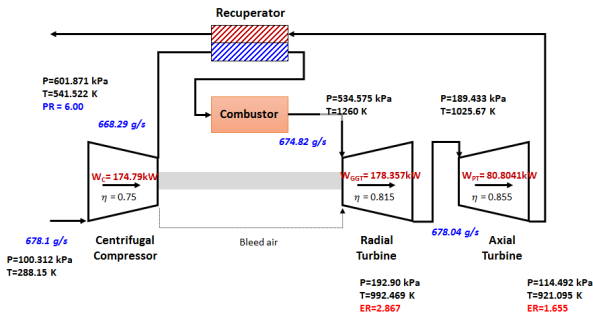 Recuperator
P=601.871 kPa
T=541.522 K
PR = 6.00
668.29 g/s
Combustor
674.82 g/s
P=534.575 kPa
T=1260 K
P=189.433 kPa
T=1025.67 K
W_C = 174.79kW
η = 0.75
W_GGT = 178.357kW
η = 0.815
W_PT = 80.8041kW
η = 0.855
678.1 g/s
Centrifugal
Compressor
Bleed air
Radial
Turbine
678.04 g/s
Axial
Turbine
P=100.312 kPa
T=288.15 K
P=192.90 kPa
T=992.469 K
ER=2.867
P=114.492 kPa
T=921.095 K
ER=1.655